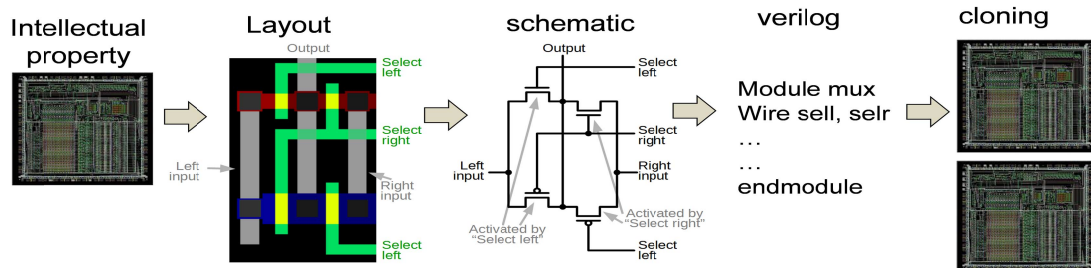 Intellectual
property
Layout
Output
Select
left
Select
right
Left
input
Right
input
Select
left
schematic
Output
Select
left
Select
right
Left
input
Right
input
Activated by
“Select left”
Activated by
“Select right”
Select
left
verilog
Module mux
Wire sell, selr
…
…
endmodule
cloning